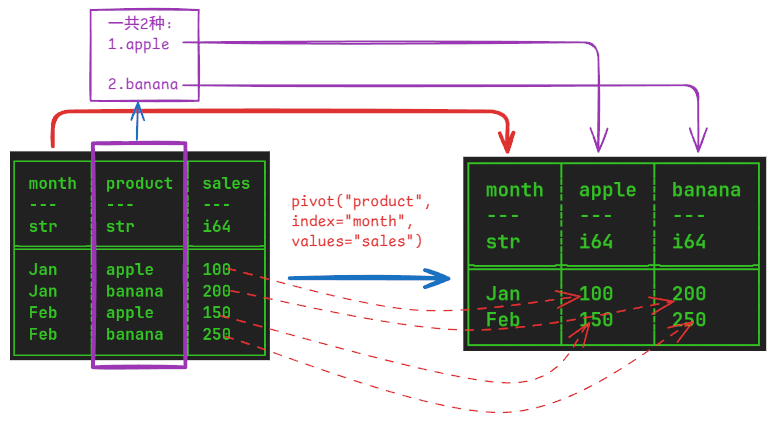 一共2种:
1.apple
2.banana
month product sales
--- --- ---
str str i64
Jan apple 100
Jan banana 200
Feb apple 150
Feb banana 250
pivot("product",
index="month",
values="sales")
month apple banana
--- --- ---
str i64 i64
Jan 100 200
Feb 150 250